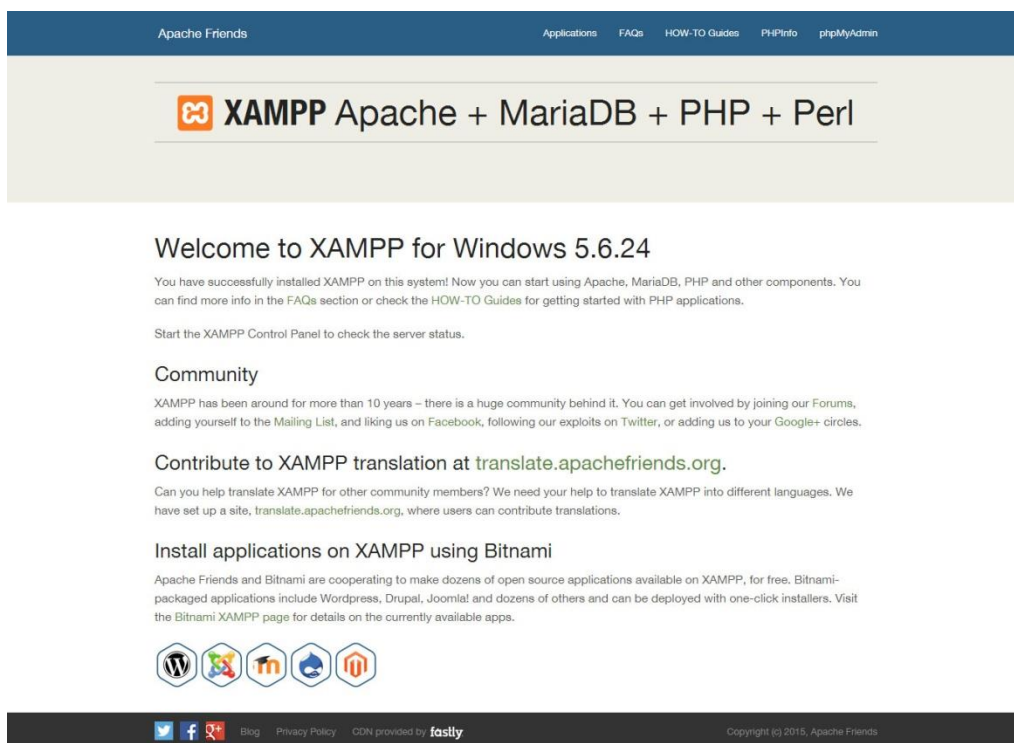 Apache Friends
Applications FAQs HOW-TO Guides PHPInfo phpMyAdmin
XAMPP Apache + MariaDB + PHP + Perl
Welcome to XAMPP for Windows 5.6.24
You have successfully installed XAMPP on this system! Now you can start using Apache, MariaDB, PHP and other components. You
can find more info in the FAQs section or check the HOW-TO Guides for getting started with PHP applications.
Start the XAMPP Control Panel to check the server status.
Community
XAMPP has been around for more than 10 years – there is a huge community behind it. You can get involved by joining our Forums,
adding yourself to the Mailing List, and liking us on Facebook, following our exploits on Twitter, or adding us to your Google+ circles.
Contribute to XAMPP translation at translate.apachefriends.org.
Can you help translate XAMPP for other community members? We need your help to translate XAMPP into different languages. We
have set up a site, translate.apachefriends.org, where users can contribute translations.
Install applications on XAMPP using Bitnami
Apache Friends and Bitnami are cooperating to make dozens of open source applications available on XAMPP, for free. Bitnami-
packaged applications include Wordpress, Drupal, Joomla! and dozens of others and can be deployed with one-click installers. Visit
the Bitnami XAMPP page for details on the currently available apps.
Blog Privacy Policy CDN provided by fastly Copyright (c) 2015, Apache Friends